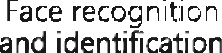 Face recognition
and identification